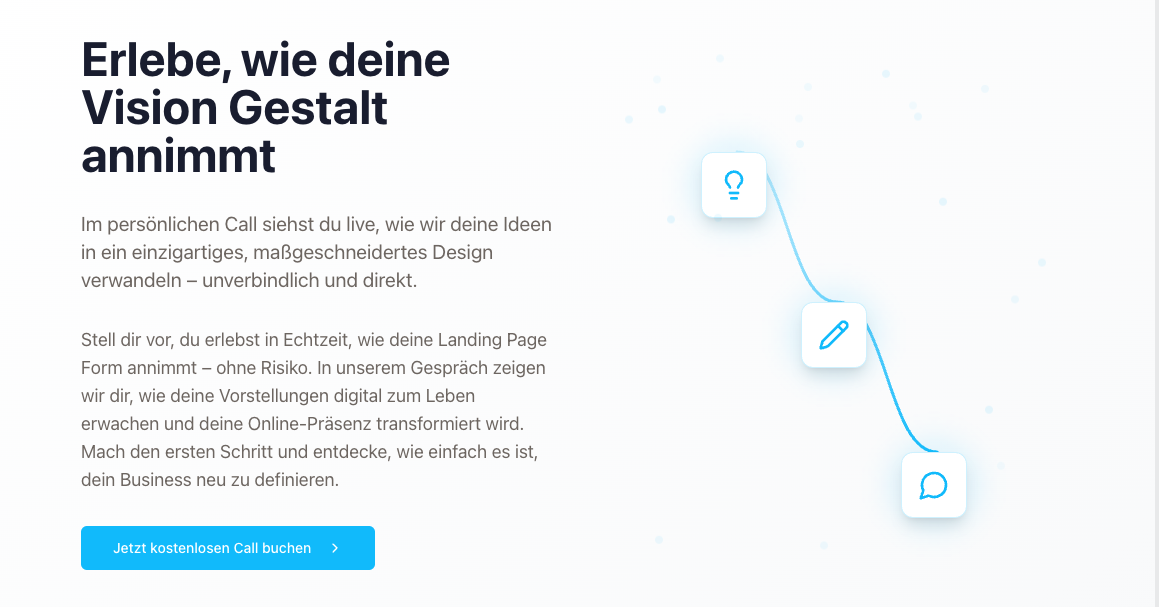 Erlebe, wie deine
Vision Gestalt
annimmt
Im persönlichen Call siehst du live, wie wir deine Ideen
in ein einzigartiges, maßgeschneidertes Design
verwandeln – unverbindlich und direkt.
Stell dir vor, du erlebst in Echtzeit, wie deine Landing Page
Form annimmt – ohne Risiko. In unserem Gespräch zeigen
wir dir, wie deine Vorstellungen digital zum Leben
erwachen und deine Online-Präsenz transformiert wird.
Mach den ersten Schritt und entdecke, wie einfach es ist,
dein Business neu zu definieren.
Jetzt kostenlosen Call buchen